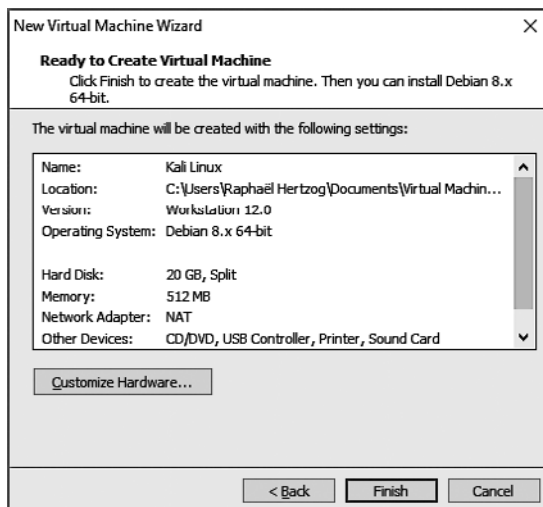 New Virtual Machine Wizard
Ready to Create Virtual Machine
Click Finish to create the virtual machine. Then you can install Debian 8.x
64-bit.
The virtual machine will be created with the following settings:
Name: Kali Linux
Location: C:\Users\Raphaël Hertzog\Documents\Virtual Machin...
Version: Workstation 12.0
Operating System: Debian 8.x 64-bit
Hard Disk: 20 GB, Split
Memory: 512 MB
Network Adapter: NAT
Other Devices: CD/DVD, USB Controller, Printer, Sound Card
Customize Hardware...
< Back Finish Cancel